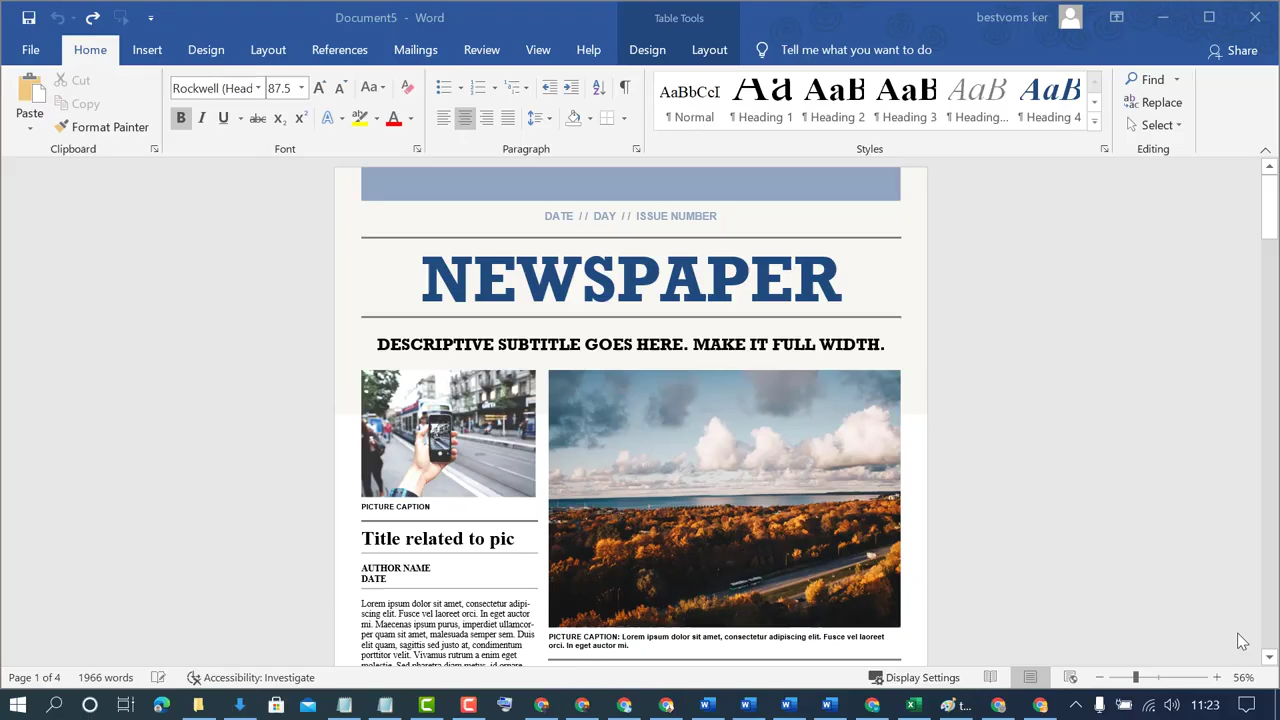 Document5 - Word
Table Tools
bestvoms ker
File Home Insert Design Layout References Mailings Review View Help Design Layout Tell me what you want to do Share
Paste
Cut
Copy
Format Painter
Clipboard
Rockwell (Head 87.5
Font
Paragraph
AaBbCcI AaB AaB AaB AaB
¶ Normal ¶ Heading 1 ¶ Heading 2 ¶ Heading 3 ¶ Heading... ¶ Heading 4
Styles
Find
Replace
Select
Editing
DATE // DAY // ISSUE NUMBER
NEWSPAPER
DESCRIPTIVE SUBTITLE GOES HERE. MAKE IT FULL WIDTH.
PICTURE CAPTION
Title related to pic
AUTHOR NAME
DATE
Lorem ipsum dolor sit amet, consectetur adipi-
scing elit. Fusce vel laoreet orci. In eget auctor
mi. Maecenas ipsum purus, imperdiet ullamcor-
per quam sit amet, malesuada semper sem. Duis
elit quam, sagittis sed justo at, condimentum
porttitor velit. Vivamus rutrum a enim eget
molestie. Sed pharetra diam metus, id ornare
PICTURE CAPTION: Lorem ipsum dolor sit amet, consectetur adipiscing elit. Fusce vel laoreet
orci. In eget auctor mi.
Page 1 of 4 1966 words Accessibility: Investigate Display Settings 56%
11:23